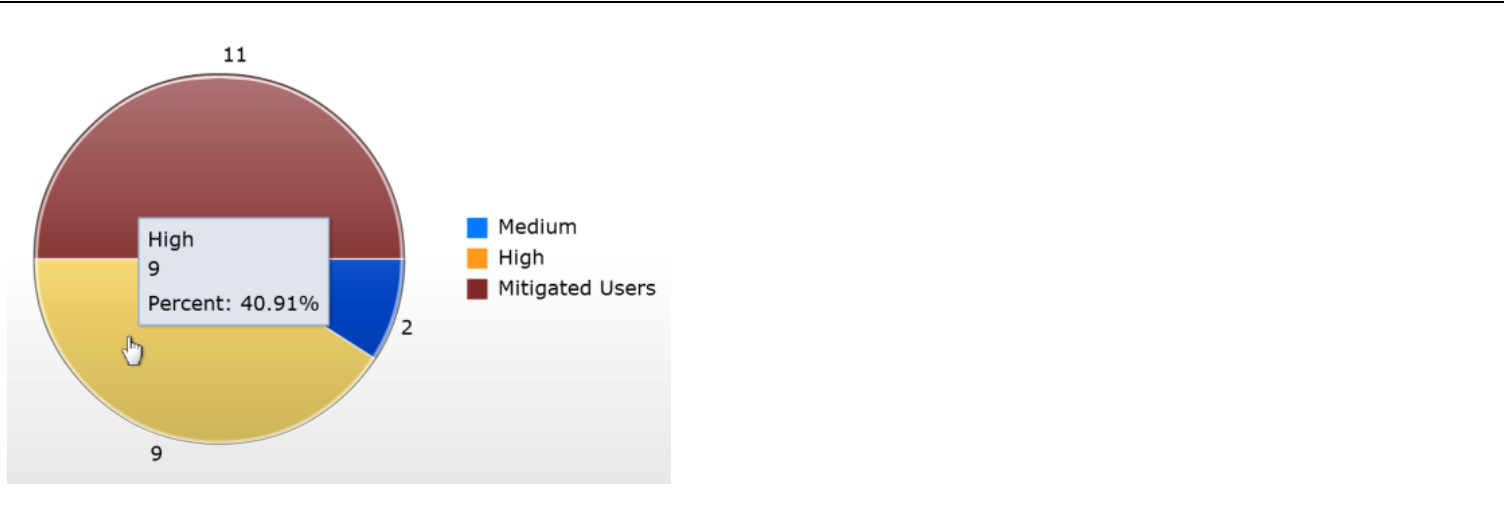 11
High
9
Percent: 40.91%
2
9
Medium
High
Mitigated Users